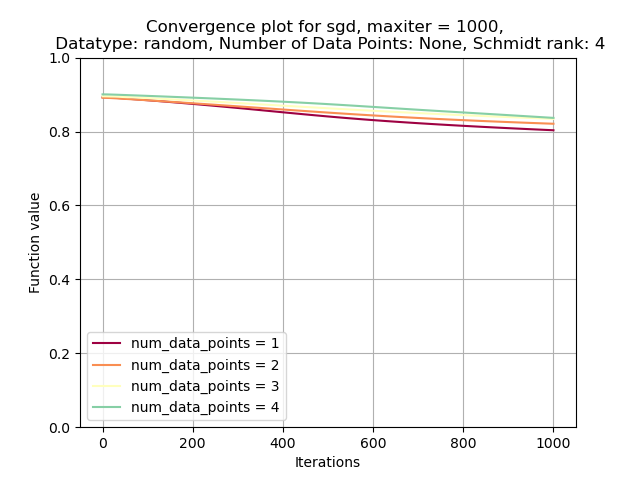 Convergence plot for sgd, maxiter = 1000,
Datatype: random, Number of Data Points: None, Schmidt rank: 4
1.0
0.8
0.6
0.4
0.2
0.0
Function value
num_data_points = 1
num_data_points = 2
num_data_points = 3
num_data_points = 4
0 200 400 600 800 1000
Iterations